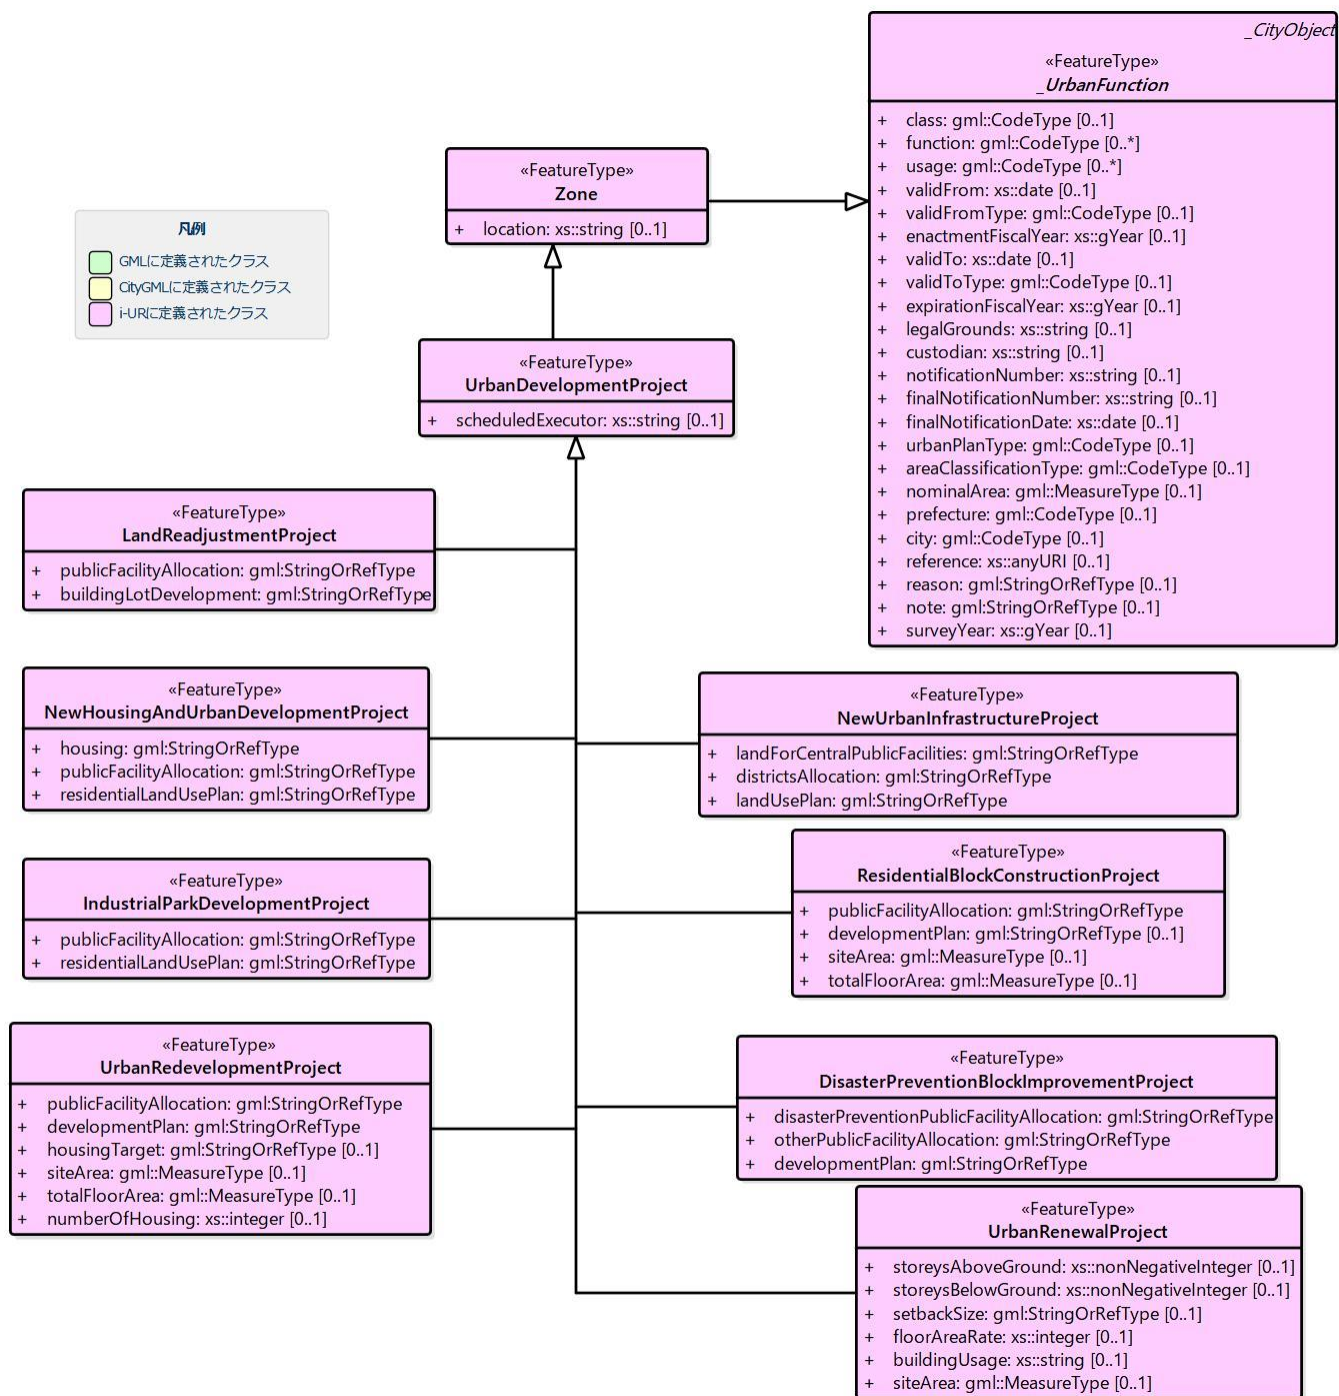 _CityObject
«FeatureType»
_UrbanFunction
+ class: gml::CodeType [0..1]
+ function: gml::CodeType [0..*]
+ usage: gml::CodeType [0..*]
+ validFrom: xs::date [0..1]
+ validFromType: gml::CodeType [0..1]
+ enactmentFiscalYear: xs::gYear [0..1]
+ validTo: xs::date [0..1]
+ validToType: gml::CodeType [0..1]
+ expirationFiscalYear: xs::gYear [0..1]
+ legalGrounds: xs::string [0..1]
+ custodian: xs::string [0..1]
+ notificationNumber: xs::string [0..1]
+ finalNotificationNumber: xs::string [0..1]
+ finalNotificationDate: xs::date [0..1]
+ urbanPlanType: gml::CodeType [0..1]
+ areaClassificationType: gml::CodeType [0..1]
+ nominalArea: gml::MeasureType [0..1]
+ prefecture: gml::CodeType [0..1]
+ city: gml::CodeType [0..1]
+ reference: xs::anyURI [0..1]
+ reason: gml:StringOrRefType [0..1]
+ note: gml:StringOrRefType [0..1]
+ surveyYear: xs::gYear [0..1]
«FeatureType»
Zone
+ location: xs::string [0..1]
凡例
GMLに定義されたクラス
CityGMLに定義されたクラス
i-URに定義されたクラス
«FeatureType»
UrbanDevelopmentProject
+ scheduledExecutor: xs::string [0..1]
«FeatureType»
LandReadjustmentProject
+ publicFacilityAllocation: gml:StringOrRefType
+ buildingLotDevelopment: gml:StringOrRefType
«FeatureType»
NewHousingAndUrbanDevelopmentProject
+ housing: gml:StringOrRefType
+ publicFacilityAllocation: gml:StringOrRefType
+ residentialLandUsePlan: gml:StringOrRefType
«FeatureType»
NewUrbanInfrastructureProject
+ landForCentralPublicFacilities: gml:StringOrRefType
+ districtsAllocation: gml:StringOrRefType
+ landUsePlan: gml:StringOrRefType
«FeatureType»
IndustrialParkDevelopmentProject
+ publicFacilityAllocation: gml:StringOrRefType
+ residentialLandUsePlan: gml:StringOrRefType
«FeatureType»
ResidentialBlockConstructionProject
+ publicFacilityAllocation: gml:StringOrRefType
+ developmentPlan: gml:StringOrRefType [0..1]
+ siteArea: gml::MeasureType [0..1]
+ totalFloorArea: gml::MeasureType [0..1]
«FeatureType»
UrbanRedevelopmentProject
+ publicFacilityAllocation: gml:StringOrRefType
+ developmentPlan: gml:StringOrRefType
+ housingTarget: gml:StringOrRefType [0..1]
+ siteArea: gml::MeasureType [0..1]
+ totalFloorArea: gml::MeasureType [0..1]
+ numberOfHousing: xs::integer [0..1]
«FeatureType»
DisasterPreventionBlockImprovementProject
+ disasterPreventionPublicFacilityAllocation: gml:StringOrRefType
+ otherPublicFacilityAllocation: gml:StringOrRefType
+ developmentPlan: gml:StringOrRefType
«FeatureType»
UrbanRenewalProject
+ storeysAboveGround: xs::nonNegativeInteger [0..1]
+ storeysBelowGround: xs::nonNegativeInteger [0..1]
+ setbackSize: gml:StringOrRefType [0..1]
+ floorAreaRate: xs::integer [0..1]
+ buildingUsage: xs::string [0..1]
+ siteArea: gml::MeasureType [0..1]